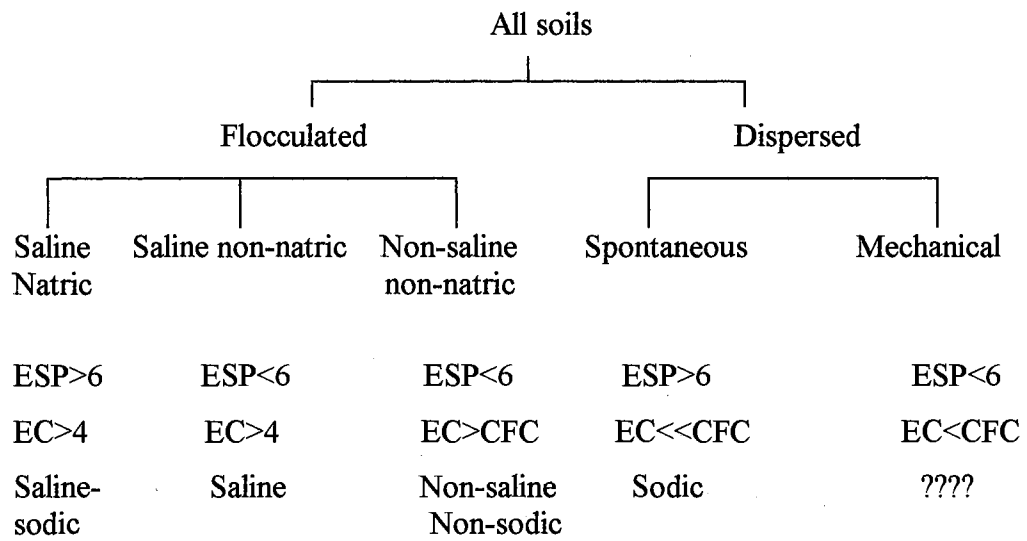 All soils
Flocculated Dispersed
Saline Saline non-natric Non-saline Spontaneous Mechanical
Natric non-natric
ESP>6 ESP<6 ESP<6 ESP>6 ESP<6
EC>4 EC>4 EC>CFC EC<<CFC EC<CFC
Saline- Saline Non-saline Sodic ????
sodic Non-sodic